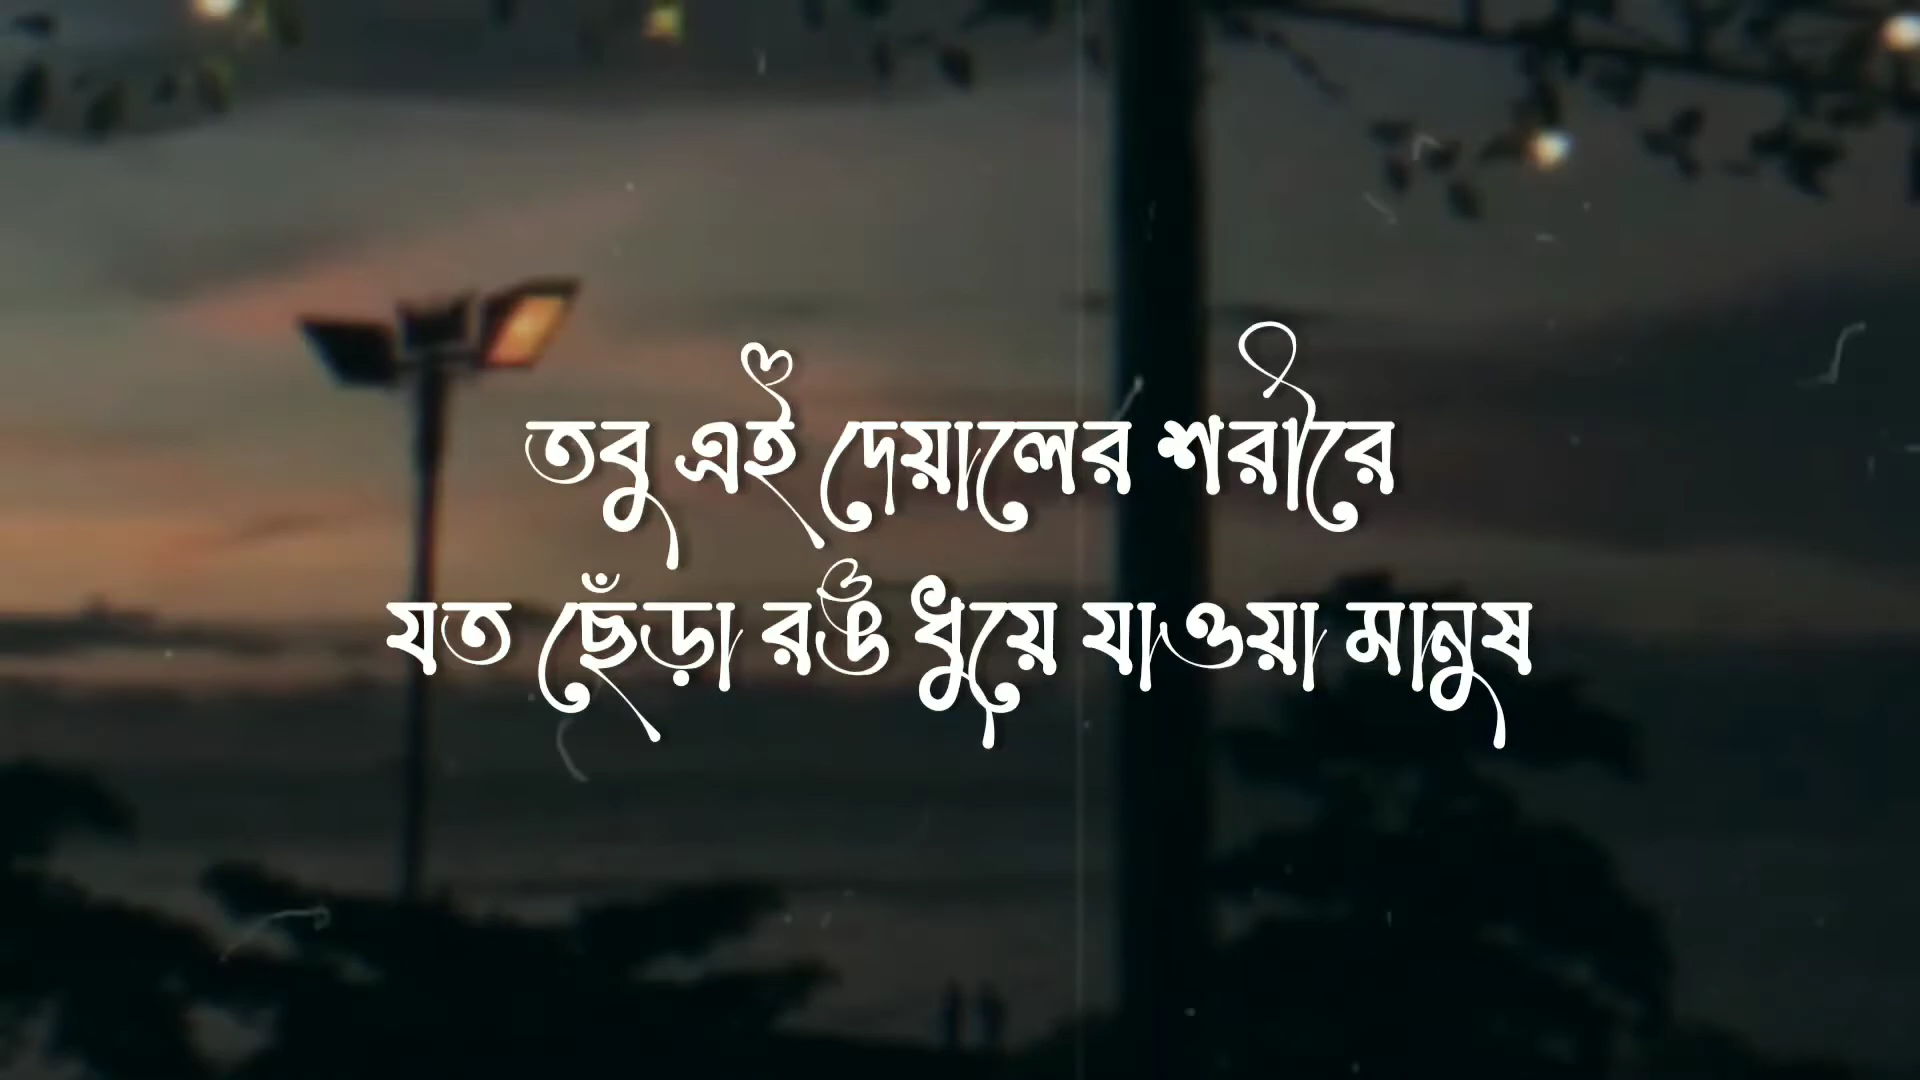 তবু এই দেয়ালের শরীরে
যত ছেঁড়া রঙ ধুয়ে যাওয়া মানুষ